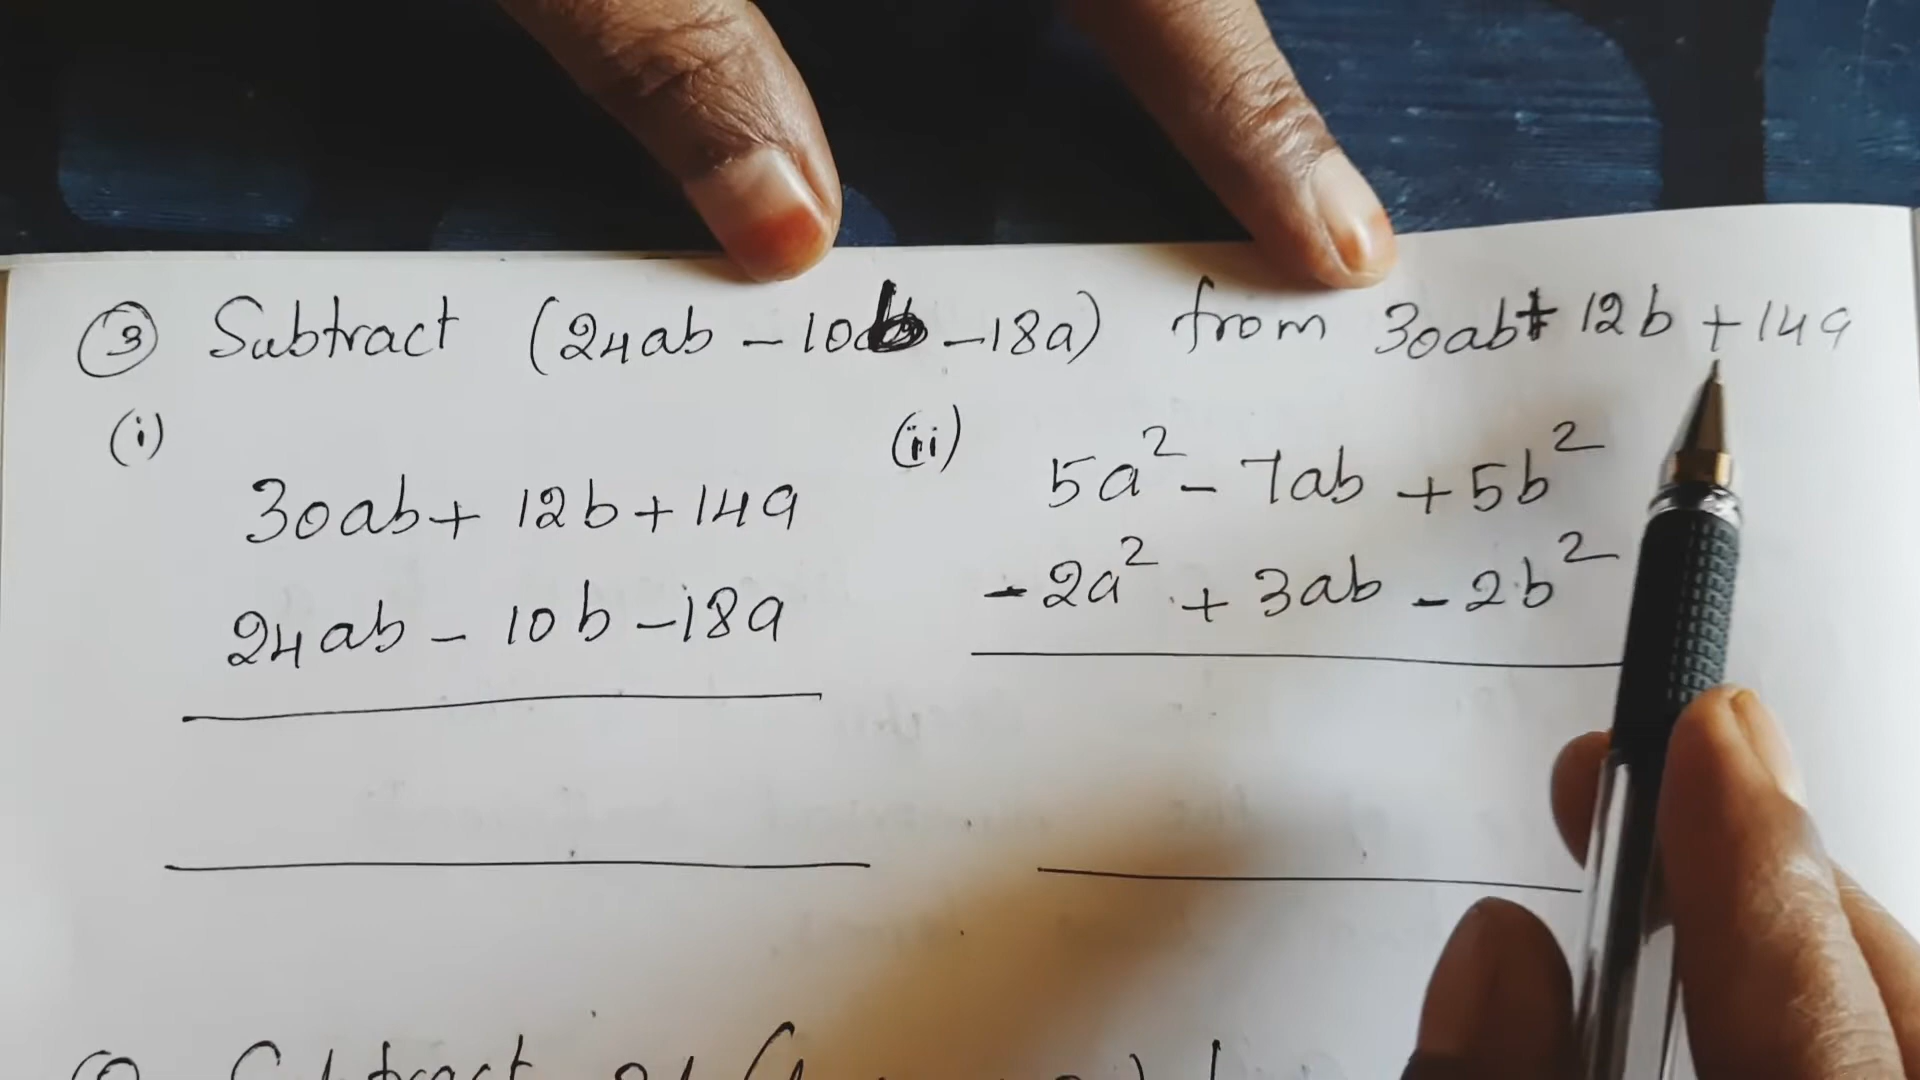 ③ Subtract (24ab - 10b - 18a) from 30ab + 12b + 14a
(i)
30ab + 12b + 14a
24ab - 10b - 18a
(ii)
5a² - 7ab + 5b²
-2a² + 3ab - 2b²
Subtract